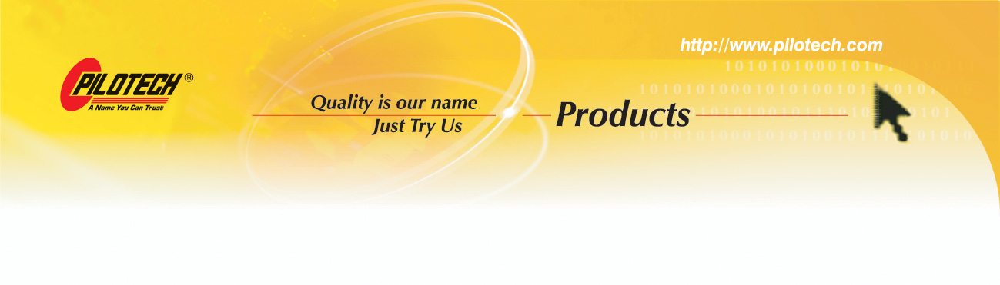 http://www.pilotech.com
PILOTECH®
A Name You Can Trust
Quality is our name
Just Try Us
Products